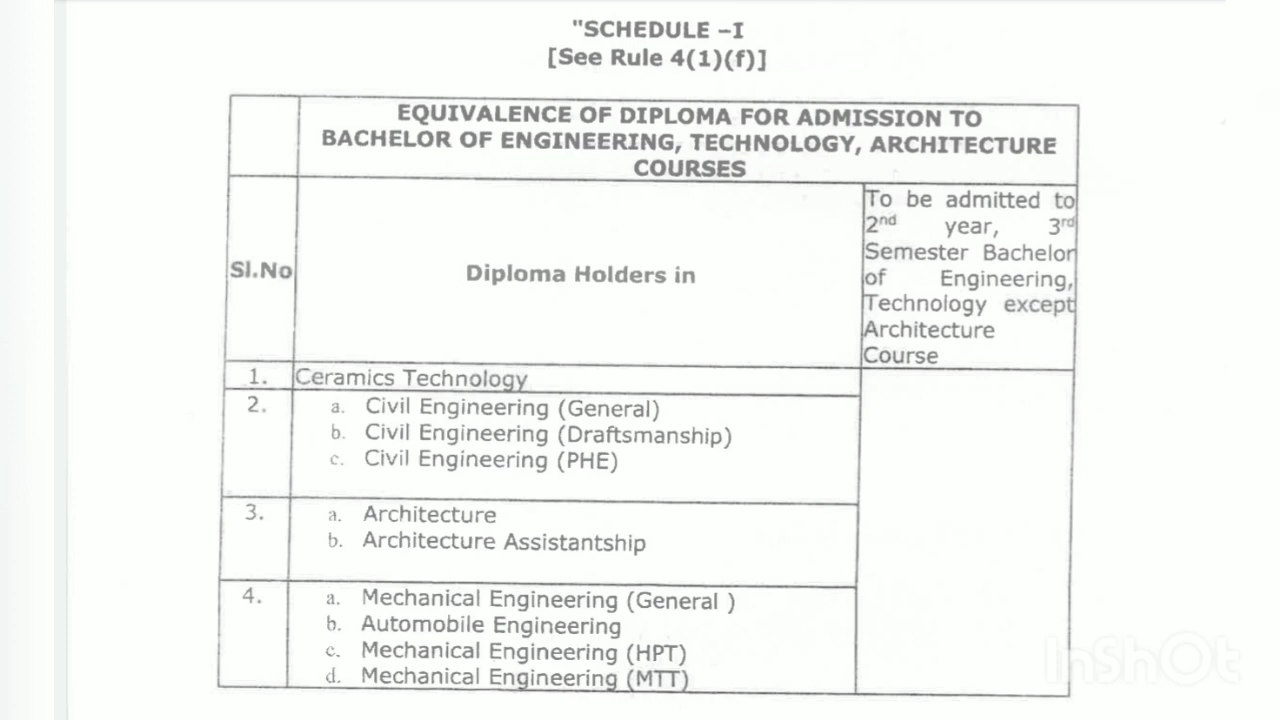 "SCHEDULE –I
[See Rule 4(1)(f)]
EQUIVALENCE OF DIPLOMA FOR ADMISSION TO
BACHELOR OF ENGINEERING, TECHNOLOGY, ARCHITECTURE
COURSES
Sl.No
Diploma Holders in
To be admitted to
2nd year, 3rd
Semester Bachelor
of Engineering,
Technology except
Architecture
Course
1. Ceramics Technology
2. a. Civil Engineering (General)
b. Civil Engineering (Draftsmanship)
c. Civil Engineering (PHE)
3. a. Architecture
b. Architecture Assistantship
4. a. Mechanical Engineering (General )
b. Automobile Engineering
c. Mechanical Engineering (HPT)
d. Mechanical Engineering (MTT)
InShOt